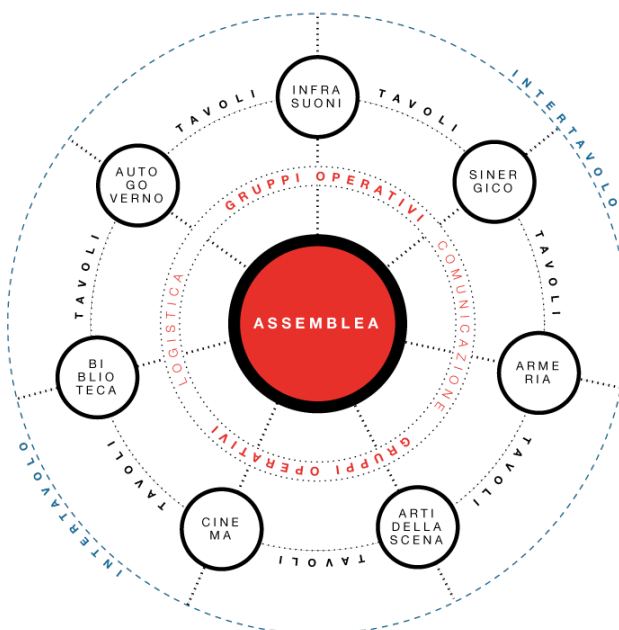 INTERTAVOLO
INFRA
SUONI
TAVOLI
TAVOLI
AUTO
GO
VERNO
SINER
GICO
GRUPPI OPERATIVI
TAVOLI
TAVOLI
LOGISTICA
COMUNICAZIONE
ASSEMBLEA
BI
BLIO
TECA
ARME
RIA
GRUPPI OPERATIVI
TAVOLI
TAVOLI
INTERTAVOLO
CINE
MA
ARTI
DELLA
SCENA
TAVOLI